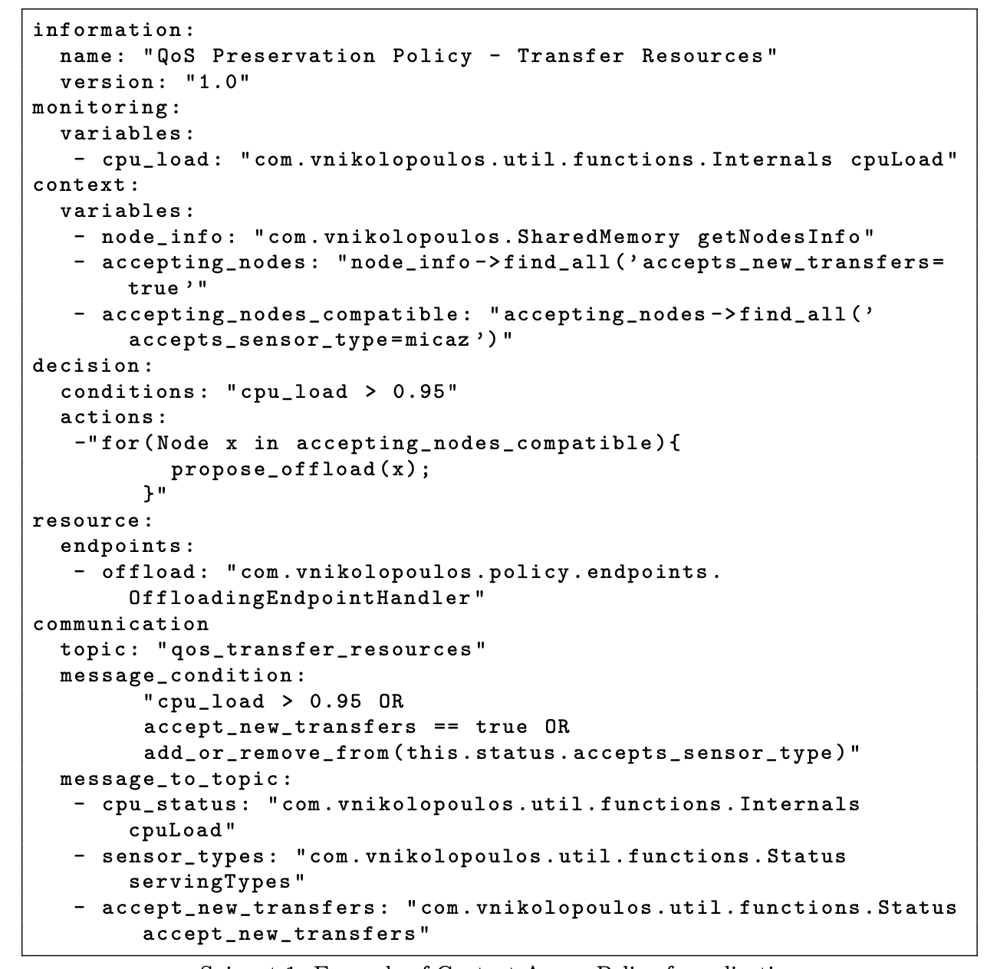 information:
  name: "QoS Preservation Policy - Transfer Resources"
  version: "1.0"
monitoring:
  variables:
   - cpu_load: "com.vnikolopoulos.util.functions.Internals cpuLoad"
context:
  variables:
   - node_info: "com.vnikolopoulos.SharedMemory getNodesInfo"
   - accepting_nodes: "node_info->find_all('accepts_new_transfers=
       true'"
   - accepting_nodes_compatible: "accepting_nodes->find_all('
       accepts_sensor_type=micaz')"
decision:
  conditions: "cpu_load > 0.95"
  actions:
   -"for(Node x in accepting_nodes_compatible){
          propose_offload(x);
        }"
resource:
  endpoints:
   - offload: "com.vnikolopoulos.policy.endpoints.
       OffloadingEndpointHandler"
communication
  topic: "qos_transfer_resources"
  message_condition:
        "cpu_load > 0.95 OR
        accept_new_transfers == true OR
        add_or_remove_from(this.status.accepts_sensor_type)"
  message_to_topic:
   - cpu_status: "com.vnikolopoulos.util.functions.Internals
       cpuLoad"
   - sensor_types: "com.vnikolopoulos.util.functions.Status
       servingTypes"
   - accept_new_transfers: "com.vnikolopoulos.util.functions.Status
        accept_new_transfers"